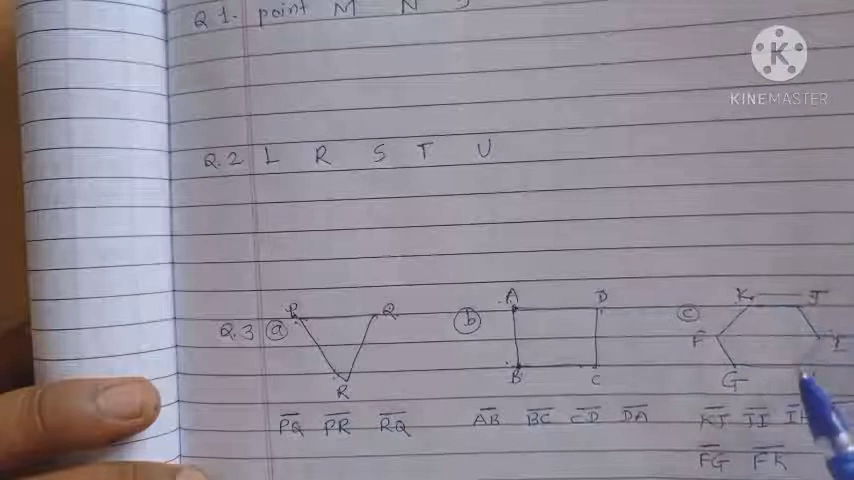 Q 1. point M N
K
KINEMASTER
Q.2 L R S T U
Q.3 (a) P Q R
(b) A D B C
(c) K J F I G
PQ PR RQ AB BC CD DA KJ JI IH
FG FK